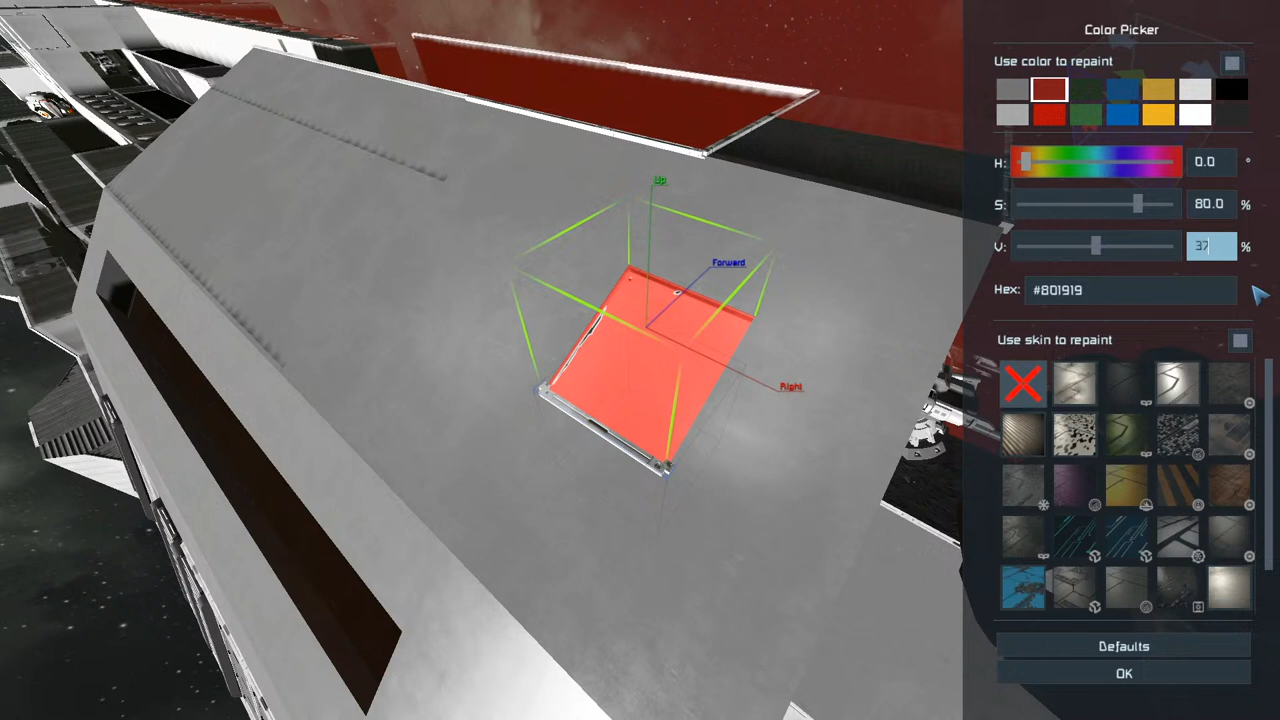 Color Picker
Use color to repaint
H: 0.0 °
S: 80.0 %
V: 37 %
Hex: #801919
Use skin to repaint
Defaults
OK
Up
Forward
Right